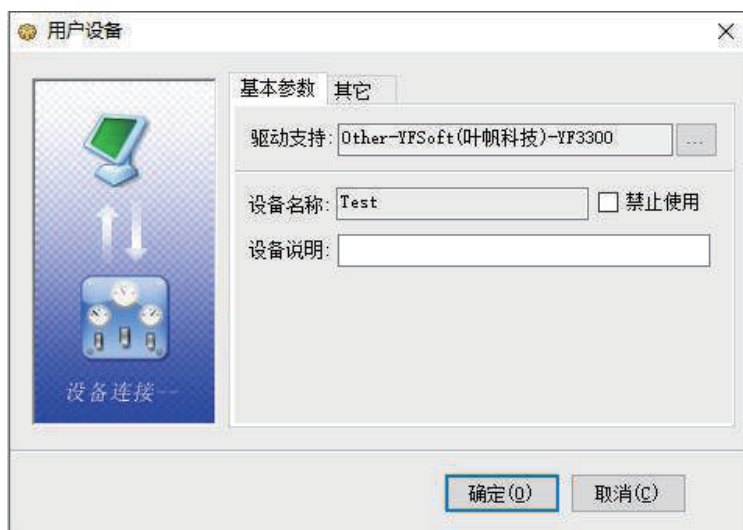 用户设备
基本参数 其它
驱动支持: Other-YFSoft(叶帆科技)-YF3300 ...
设备名称: Test 禁止使用
设备说明:
设备连接--
确定(O) 取消(C)